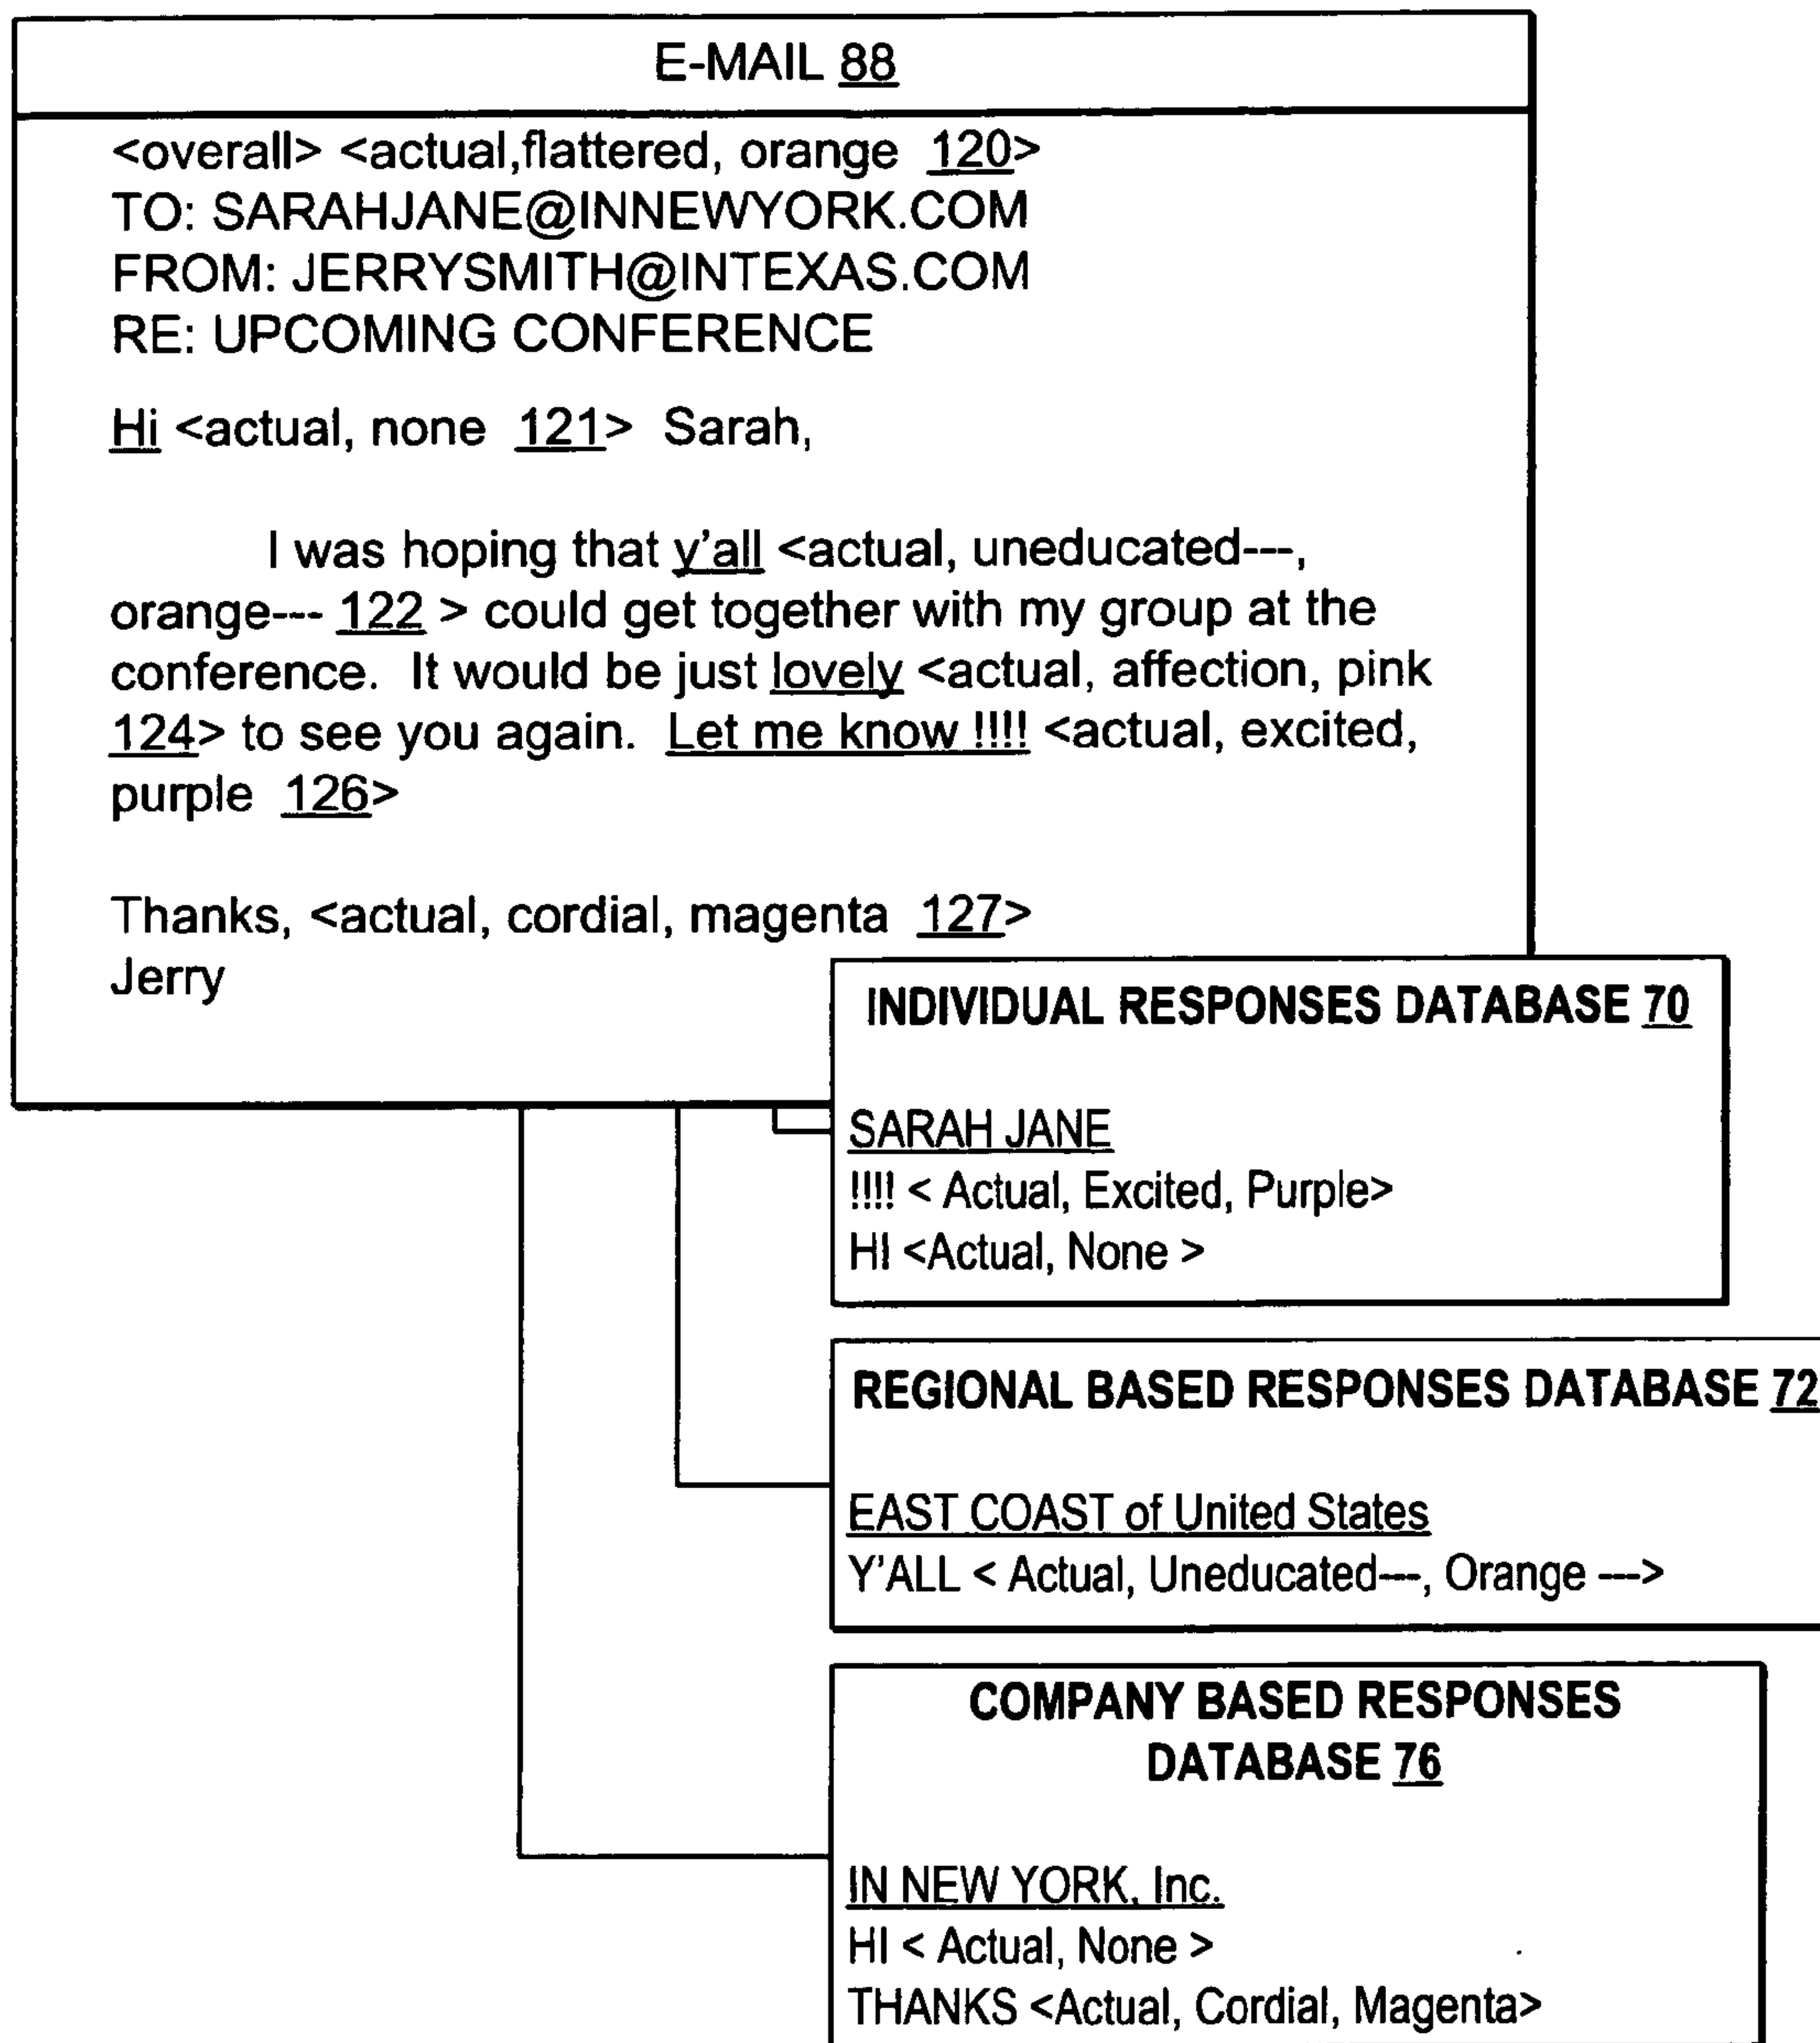 E-MAIL 88
<overall> <actual,flattered, orange 120>
TO: SARAHJANE@INNEWYORK.COM
FROM: JERRYSMITH@INTEXAS.COM
RE: UPCOMING CONFERENCE
Hi <actual, none 121> Sarah,
I was hoping that y'all <actual, uneducated---,
orange--- 122 > could get together with my group at the
conference. It would be just lovely <actual, affection, pink
124> to see you again. Let me know !!!! <actual, excited,
purple 126>
Thanks, <actual, cordial, magenta 127>
Jerry
INDIVIDUAL RESPONSES DATABASE 70
SARAH JANE
!!!! < Actual, Excited, Purple>
HI <Actual, None >
REGIONAL BASED RESPONSES DATABASE 72
EAST COAST of United States
Y'ALL < Actual, Uneducated---, Orange --->
COMPANY BASED RESPONSES
DATABASE 76
IN NEW YORK, Inc.
HI < Actual, None >
THANKS <Actual, Cordial, Magenta>